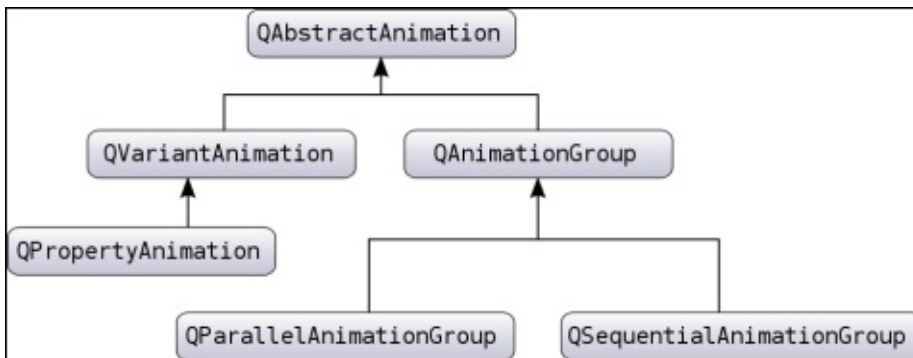 QAbstractAnimation
QVariantAnimation
QAnimationGroup
QPropertyAnimation
QParallelAnimationGroup
QSequentialAnimationGroup